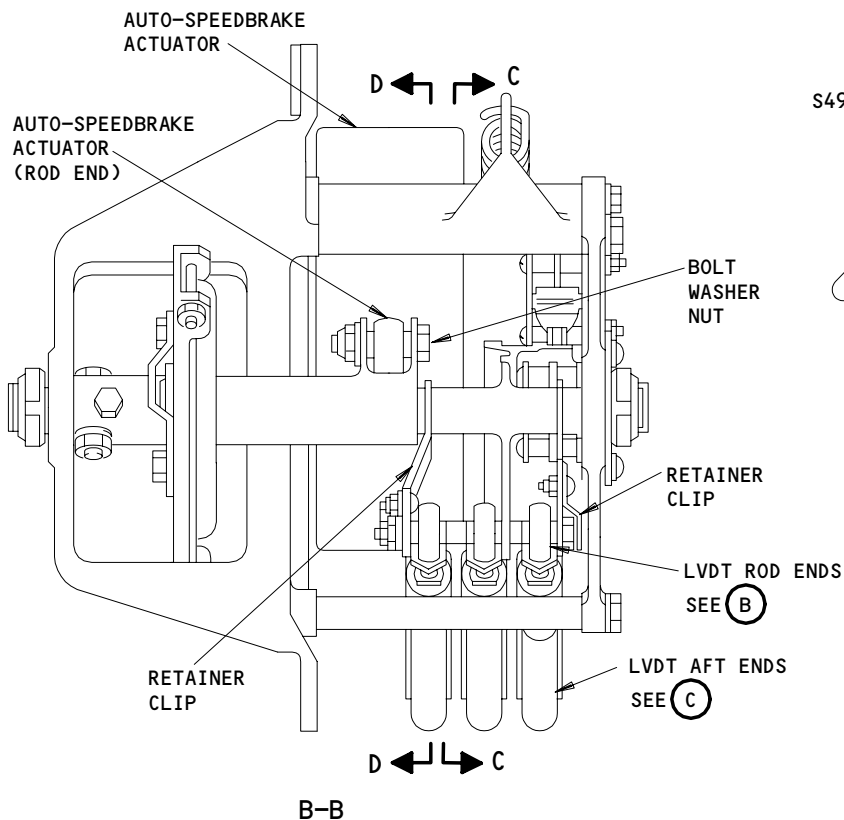 AUTO-SPEEDBRAKE
ACTUATOR
D
C
S49
AUTO-SPEEDBRAKE
ACTUATOR
(ROD END)
BOLT
WASHER
NUT
RETAINER
CLIP
LVDT ROD ENDS
SEE B
RETAINER
CLIP
LVDT AFT ENDS
SEE C
D
C
B-B